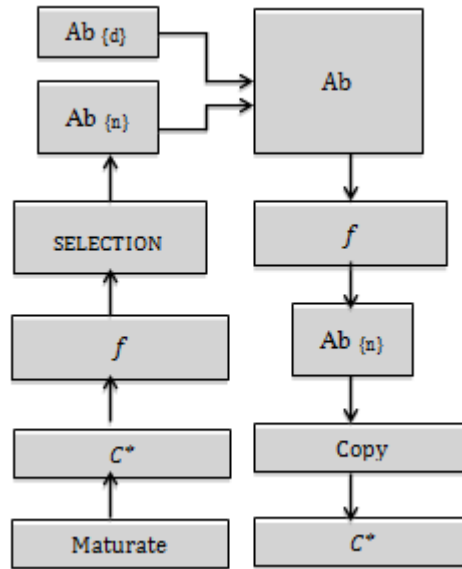 Ab {d}
Ab {n}
Ab
SELECTION
f
f
Ab {n}
C*
Copy
Maturate
C*